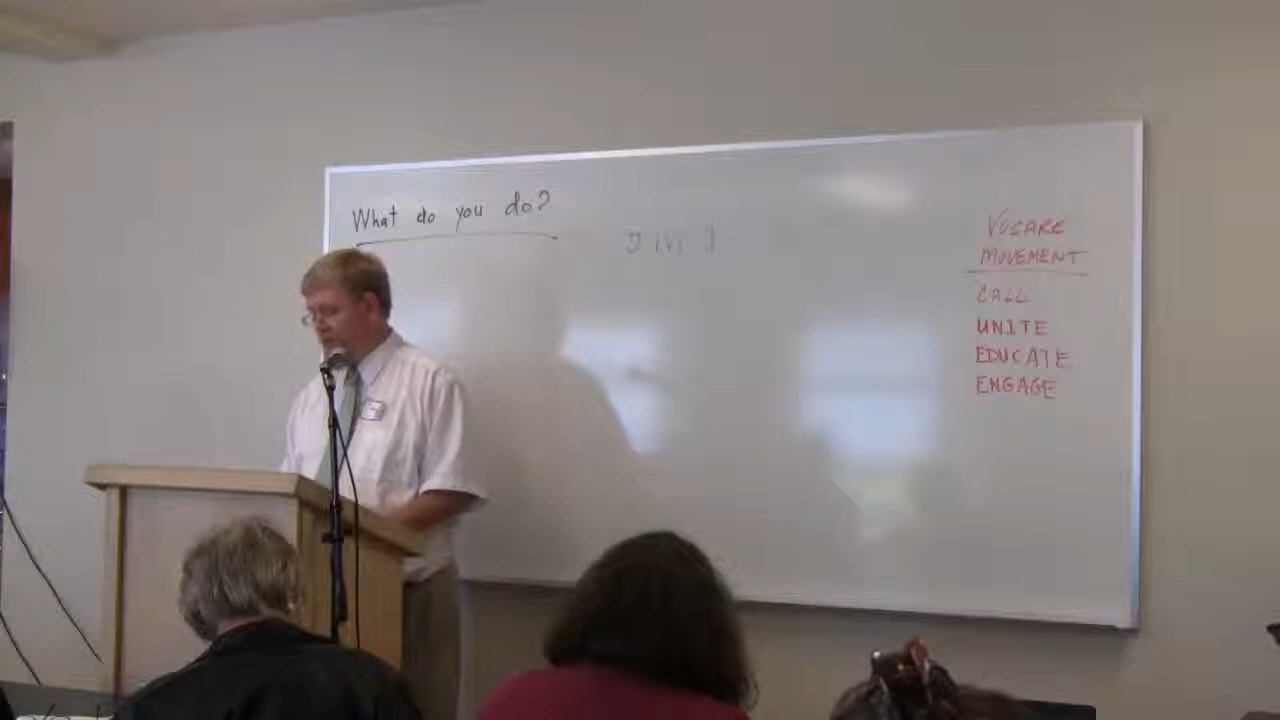 What do you do?
VOCARE
MOVEMENT
CALL
UNITE
EDUCATE
ENGAGE